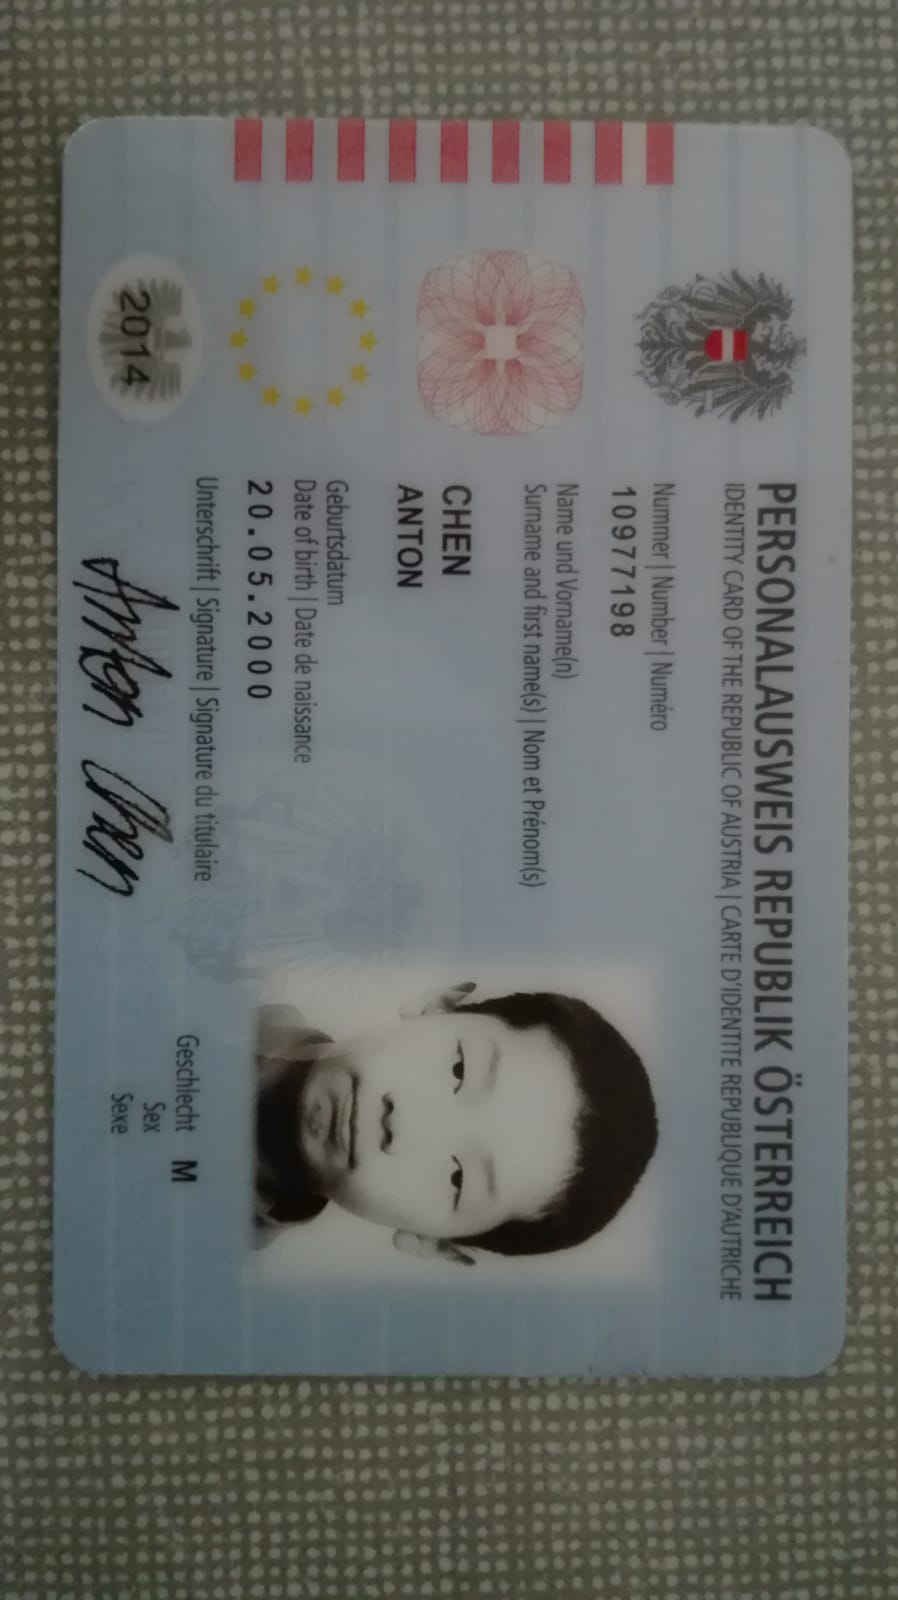 PERSONALAUSWEIS REPUBLIK ÖSTERREICH
IDENTITY CARD OF THE REPUBLIC OF AUSTRIA | CARTE D'IDENTITE REPUBLIQUE D'AUTRICHE
Nummer | Number | Numéro
10977198
Name und Vorname(n)
Surname and first name(s) | Nom et Prénom(s)
CHEN
ANTON
Geburtsdatum
Date of birth | Date de naissance
20.05.2000
Unterschrift | Signature | Signature du titulaire
Anton Chen
Geschlecht M
Sex
Sexe
2014